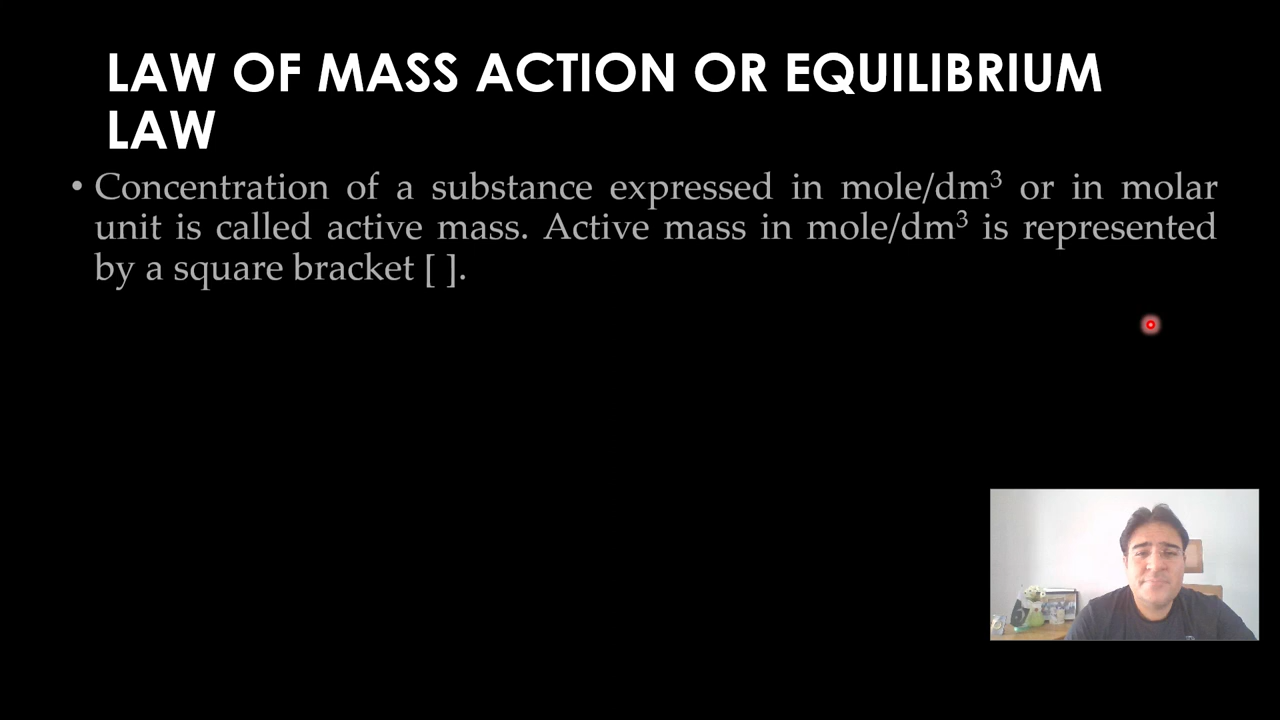 LAW OF MASS ACTION OR EQUILIBRIUM
LAW
• Concentration of a substance expressed in mole/dm³ or in molar
unit is called active mass. Active mass in mole/dm³ is represented
by a square bracket [ ].